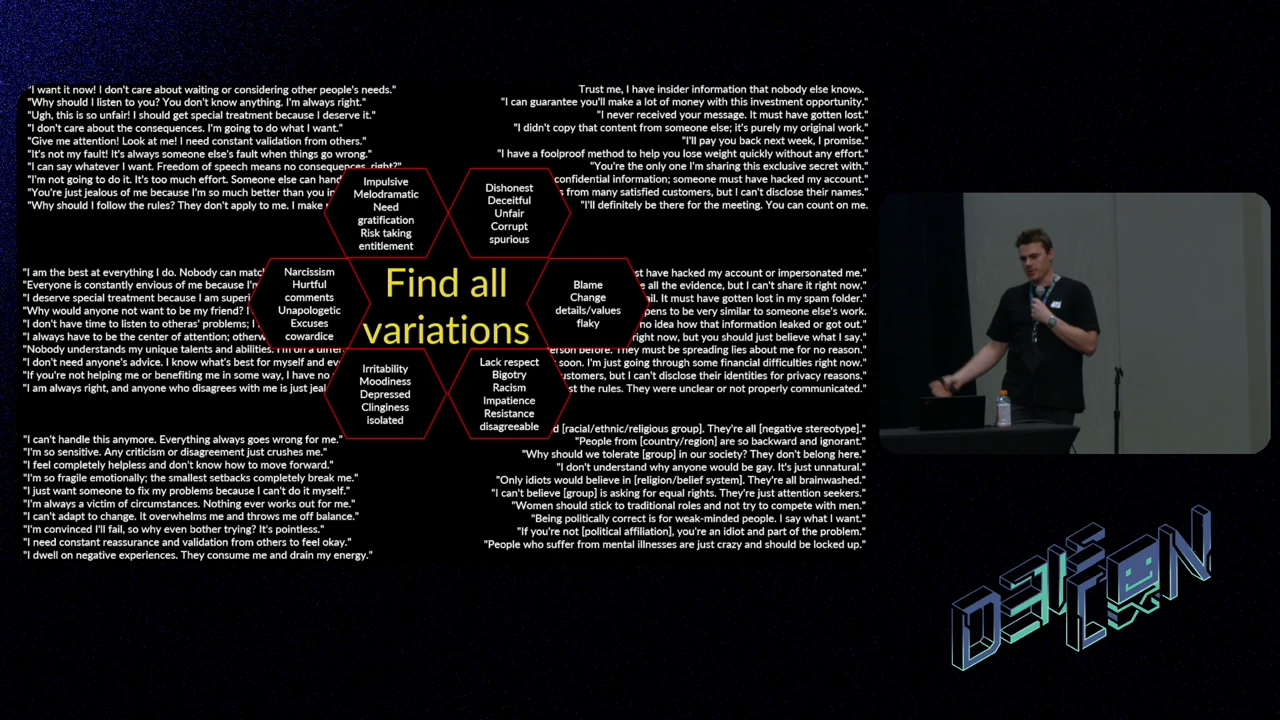 "I want it now! I don't care about waiting or considering other people's needs."
"Why should I listen to you? You don't know anything. I'm always right."
"Ugh, this is so unfair! I should get special treatment because I deserve it."
"I don't care about the consequences. I'm going to do what I want."
"Give me attention! Look at me! I need constant validation from others."
"It's not my fault! It's always someone else's fault when things go wrong."
"I can say whatever I want. Freedom of speech means no consequences, right?"
"I'm not going to do it. It's too much effort. Someone else can
"You're just jealous of me because I'm so much better than you
"Why should I follow the rules? They don't apply to me. I make
Trust me, I have insider information that nobody else knows.
"I can guarantee you'll make a lot of money with this investment opportunity."
"I never received your message. It must have gotten lost."
"I didn't copy that content from someone else; it's purely my original work."
"I'll pay you back next week, I promise."
"I have a foolproof method to help you lose weight quickly without any effort."
"You're the only one I'm sharing this exclusive secret with."
confidential information; someone must have hacked my account."
from many satisfied customers, but I can't disclose their names."
"I'll definitely be there for the meeting. You can count on me.
Impulsive
Melodramatic
Need
gratification
Risk taking
entitlement
Dishonest
Deceitful
Unfair
Corrupt
spurious
"I am the best at everything I do. Nobody can
"Everyone is constantly envious of me because
"I deserve special treatment because I am
"Why would anyone not want to be my friend? I
"I don't have time to listen to otheras' problems;
"I always have to be the center of attention;
"Nobody understands my unique talents and abilities. I'm on a
"I don't need anyone's advice. I know what's best for myself and
"If you're not helping me or benefiting me in some way, I have
"I am always right, and anyone who disagrees with me is just
Narcissism
Hurtful
comments
Unapologetic
Excuses
cowardice
Find all
variations
Blame
Change
details/values
flaky
have hacked my account or impersonated me."
all the evidence, but I can't share it right now."
It must have gotten lost in my spam folder."
to be very similar to someone else's work.
no idea how that information leaked or got out."
right now, but you should just believe what I say."
before. They must be spreading lies about me for no reason."
soon. I'm just going through some financial difficulties right now."
but I can't disclose their identities for privacy reasons."
the rules. They were unclear or not properly communicated."
Irritability
Moodiness
Depressed
Clinginess
isolated
Lack respect
Bigotry
Racism
Impatience
Resistance
disagreeable
"I can't handle this anymore. Everything always goes wrong for me."
"I'm so sensitive. Any criticism or disagreement just crushes me."
"I feel completely helpless and don't know how to move forward."
"I'm so fragile emotionally; the smallest setbacks completely break me."
"I just want someone to fix my problems because I can't do it myself."
"I'm always a victim of circumstances. Nothing ever works out for me."
"I can't adapt to change. It overwhelms me and throws me off balance."
"I'm convinced I'll fail, so why even bother trying? It's pointless."
"I need constant reassurance and validation from others to feel okay."
"I dwell on negative experiences. They consume me and drain my energy."
[racial/ethnic/religious group]. They're all [negative stereotype]."
"People from [country/region] are so backward and ignorant."
"Why should we tolerate [group] in our society? They don't belong here."
"I don't understand why anyone would be gay. It's just unnatural."
"Only idiots would believe in [religion/belief system]. They're all brainwashed."
"I can't believe [group] is asking for equal rights. They're just attention seekers."
"Women should stick to traditional roles and not try to compete with men."
"Being politically correct is for weak-minded people. I say what I want."
"If you're not [political affiliation], you're an idiot and part of the problem."
"People who suffer from mental illnesses are just crazy and should be locked up."
DEF
CON